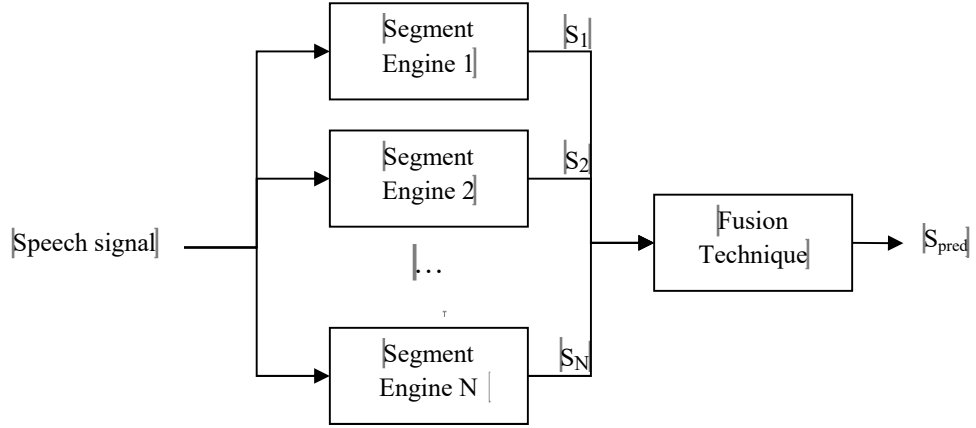 Segment
Engine 1
S1
Segment
Engine 2
S2
Speech signal
Fusion
Technique
Spred
...
Segment
Engine N
SN